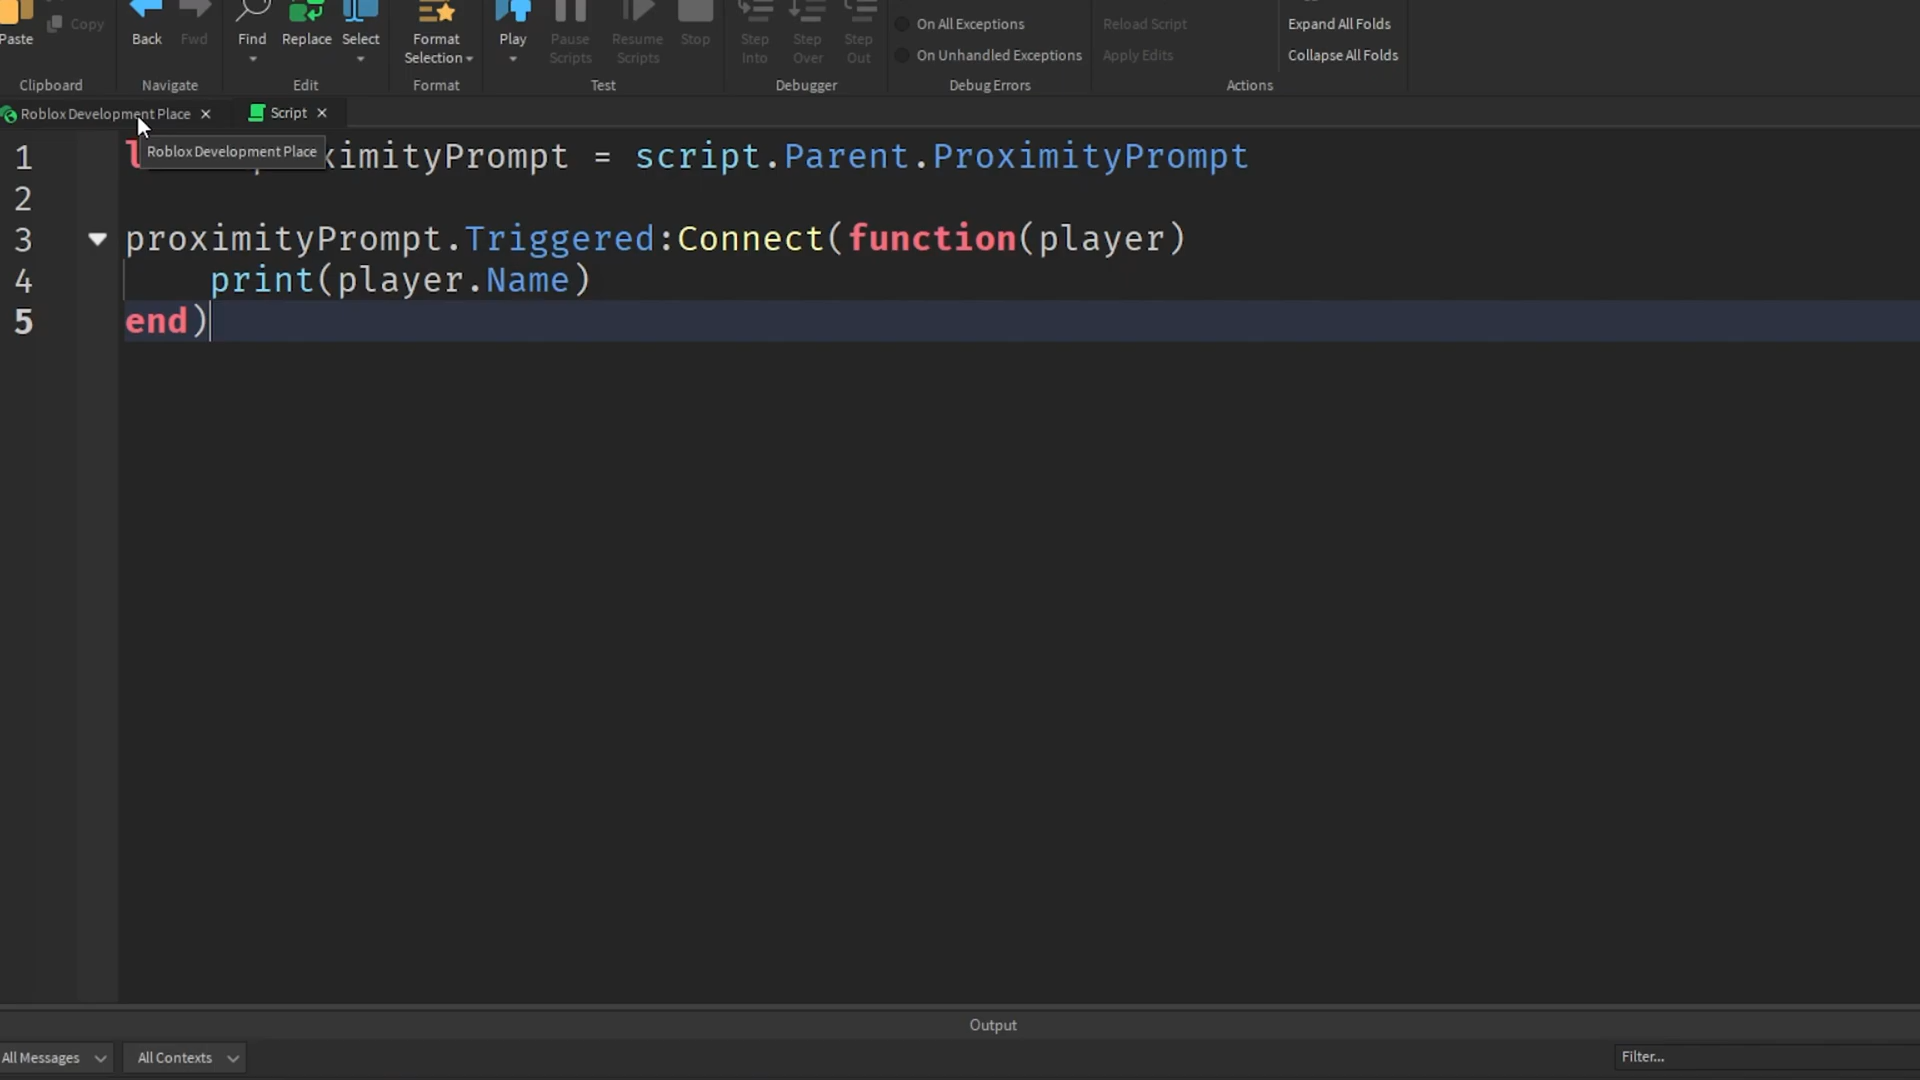 Paste
Copy
Back
Fwd
Find
Replace
Select
Format
Selection
Play
Pause
Scripts
Resume
Scripts
Stop
Step
Into
Step
Over
Step
Out
On All Exceptions
On Unhandled Exceptions
Reload Script
Apply Edits
Expand All Folds
Collapse All Folds
Clipboard
Navigate
Edit
Format
Test
Debugger
Debug Errors
Actions
Roblox Development Place
Script
Roblox Development Place
1 = script.Parent.ProximityPrompt
2
3 proximityPrompt.Triggered:Connect(function(player)
4 print(player.Name)
5 end)
Output
All Messages
All Contexts
Filter...